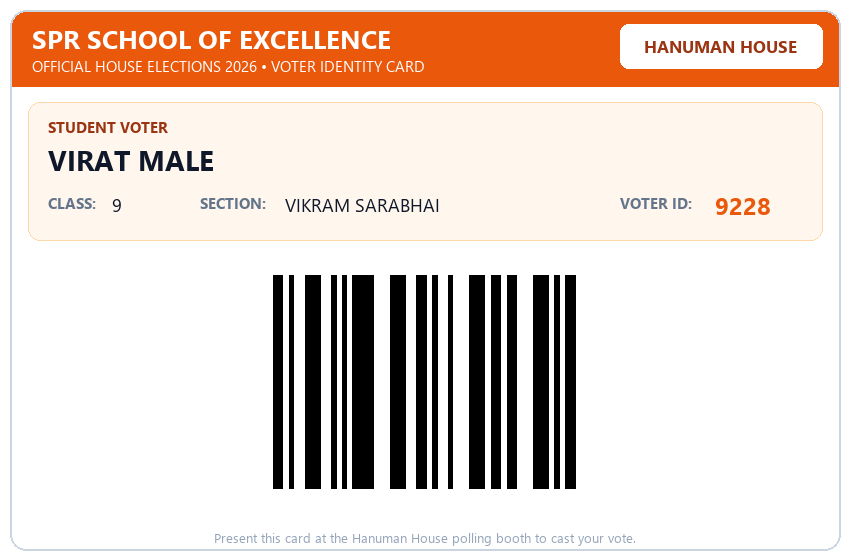 SPR SCHOOL OF EXCELLENCE
OFFICIAL HOUSE ELECTIONS 2026 • VOTER IDENTITY CARD
HANUMAN HOUSE
STUDENT VOTER
VIRAT MALE
CLASS: 9 SECTION: VIKRAM SARABHAI VOTER ID: 9228
Present this card at the Hanuman House polling booth to cast your vote.